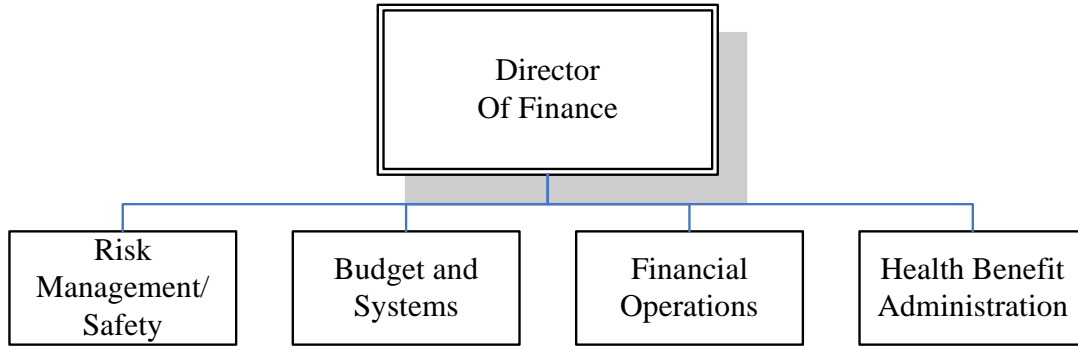 Director
Of Finance
Risk
Management/
Safety
Budget and
Systems
Financial
Operations
Health Benefit
Administration